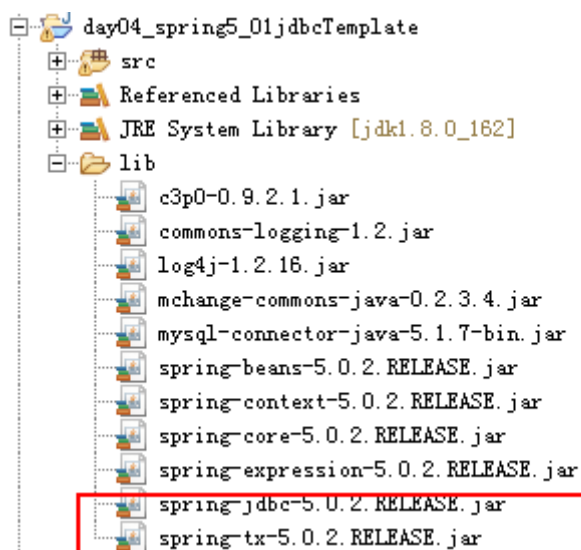 day04_spring5_01jdbcTemplate
src
Referenced Libraries
JRE System Library [jdk1.8.0_162]
lib
c3p0-0.9.2.1.jar
commons-logging-1.2.jar
log4j-1.2.16.jar
mchange-commons-java-0.2.3.4.jar
mysql-connector-java-5.1.7-bin.jar
spring-beans-5.0.2.RELEASE.jar
spring-context-5.0.2.RELEASE.jar
spring-core-5.0.2.RELEASE.jar
spring-expression-5.0.2.RELEASE.jar
spring-jdbc-5.0.2.RELEASE.jar
spring-tx-5.0.2.RELEASE.jar